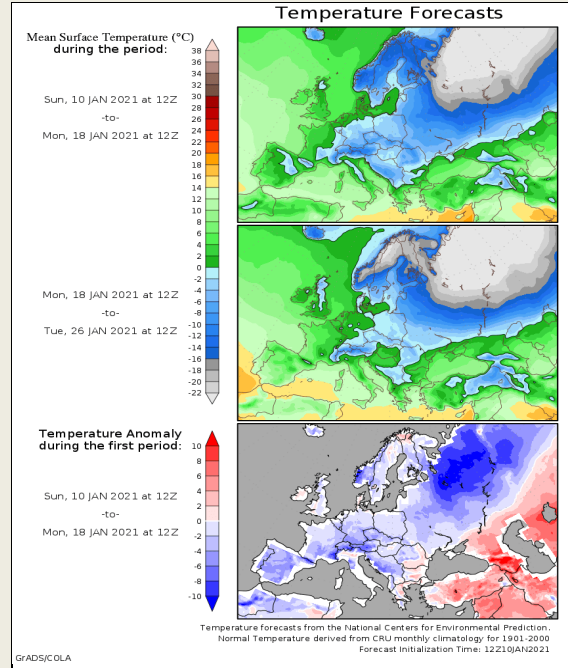 Temperature Forecasts
Mean Surface Temperature (°C)
during the period:
38
36
34
32
30
28
26
24
22
20
18
16
14
12
10
8
6
4
2
0
-2
-4
-6
-8
-10
-12
-14
-16
-18
-20
-22
Sun, 10 JAN 2021 at 12Z
-to-
Mon, 18 JAN 2021 at 12Z
Mon, 18 JAN 2021 at 12Z
-to-
Tue, 26 JAN 2021 at 12Z
Temperature Anomaly
during the first period:
10
8
6
4
2
0
-2
-4
-6
-8
-10
Sun, 10 JAN 2021 at 12Z
-to-
Mon, 18 JAN 2021 at 12Z
Temperature forecasts from the National Centers for Environmental Prediction.
Normal Temperature derived from CRU monthly climatology for 1901-2000
Forecast Initialization Time: 12Z10JAN2021
GrADS/COLA